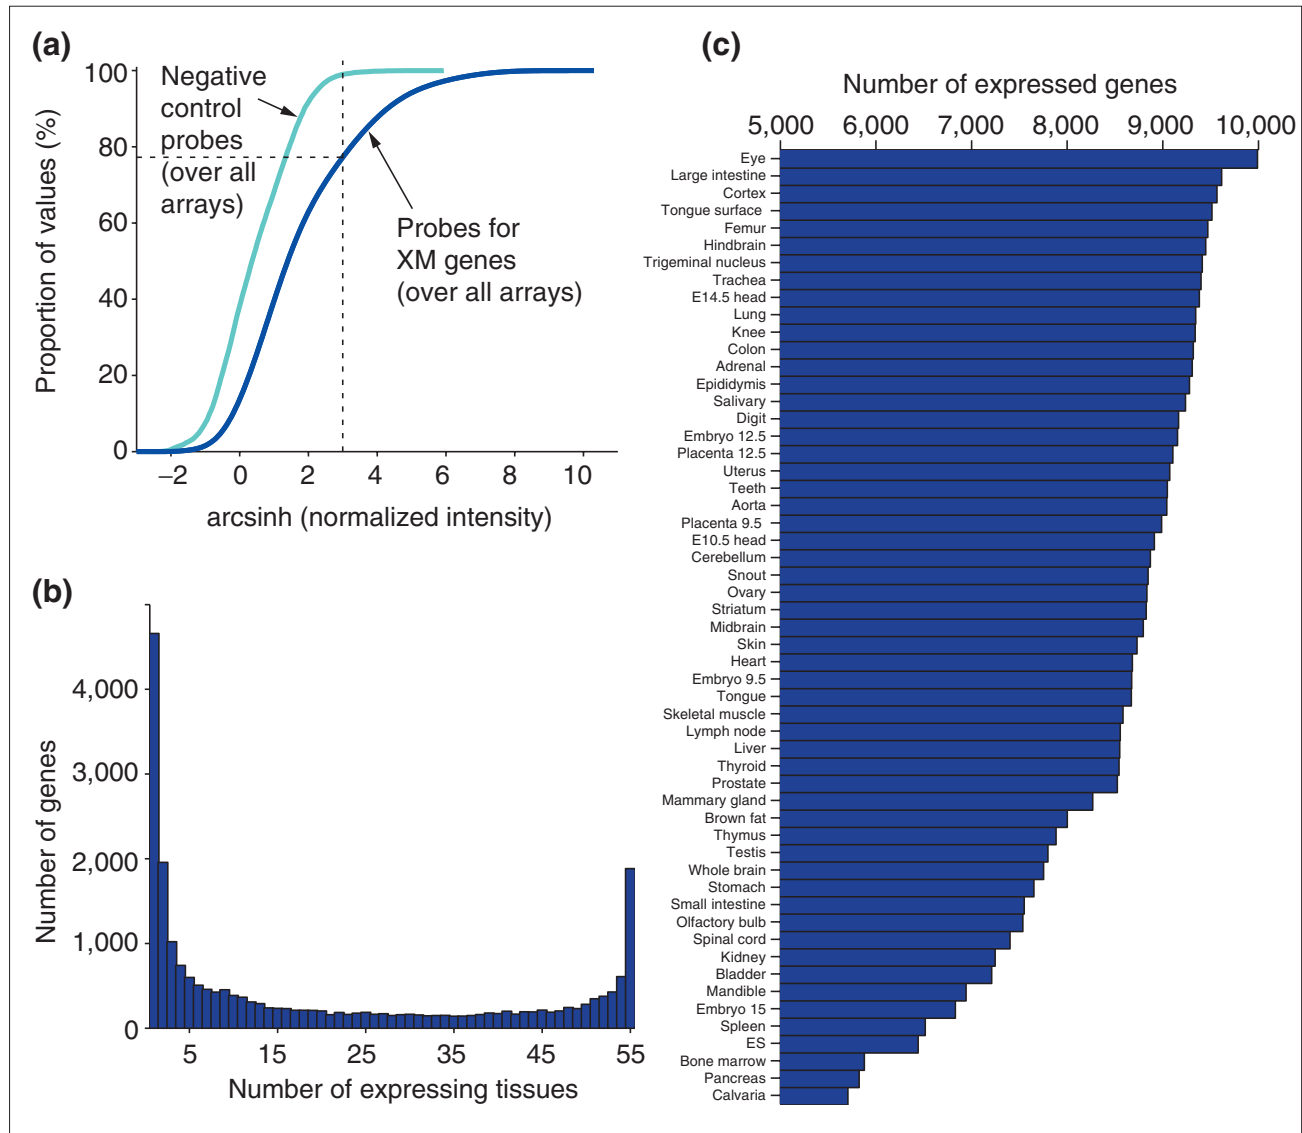 (a)
100
80
60
40
20
0
Proportion of values (%)
Negative
control
probes
(over all
arrays)
Probes for
XM genes
(over all arrays)
−2 0 2 4 6 8 10
arcsinh (normalized intensity)
(b)
4,000
3,000
2,000
1,000
0
Number of genes
5 15 25 35 45 55
Number of expressing tissues
(c)
Number of expressed genes
5,000 6,000 7,000 8,000 9,000 10,000
Eye
Large intestine
Cortex
Tongue surface
Femur
Hindbrain
Trigeminal nucleus
Trachea
E14.5 head
Lung
Knee
Colon
Adrenal
Epididymis
Salivary
Digit
Embryo 12.5
Placenta 12.5
Uterus
Teeth
Aorta
Placenta 9.5
E10.5 head
Cerebellum
Snout
Ovary
Striatum
Midbrain
Skin
Heart
Embryo 9.5
Tongue
Skeletal muscle
Lymph node
Liver
Thyroid
Prostate
Mammary gland
Brown fat
Thymus
Testis
Whole brain
Stomach
Small intestine
Olfactory bulb
Spinal cord
Kidney
Bladder
Mandible
Embryo 15
Spleen
ES
Bone marrow
Pancreas
Calvaria